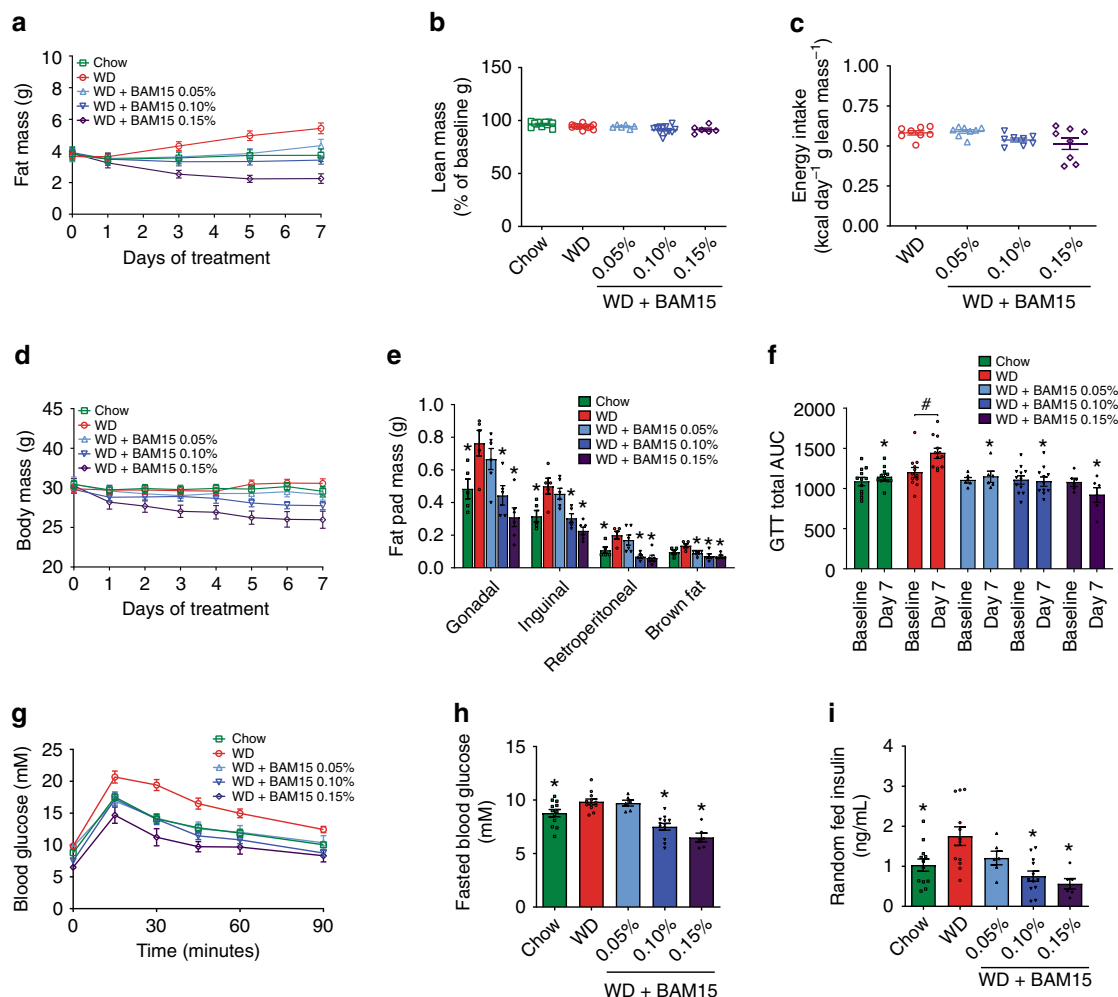 a
Fat mass (g)
10
8
6
4
2
0
Chow
WD
WD + BAM15 0.05%
WD + BAM15 0.10%
WD + BAM15 0.15%
0 1 2 3 4 5 6 7
Days of treatment
b
Lean mass
(% of baseline g)
150
100
50
0
Chow
WD
0.05%
0.10%
0.15%
WD + BAM15
c
Energy intake
(kcal day⁻¹ g lean mass⁻¹)
1.00
0.75
0.50
0.25
0.00
WD
0.05%
0.10%
0.15%
WD + BAM15
d
Body mass (g)
45
40
30
25
20
Chow
WD
WD + BAM15 0.05%
WD + BAM15 0.10%
WD + BAM15 0.15%
0 1 2 3 4 5 6 7
Days of treatment
e
Fat pad mass (g)
1.0
0.8
0.6
0.4
0.2
0.0
Chow
WD
WD + BAM15 0.05%
WD + BAM15 0.10%
WD + BAM15 0.15%
* * *
* * *
* * *
* * *
Gonadal
Inguinal
Retroperitoneal
Brown fat
f
Chow
WD
WD + BAM15 0.05%
WD + BAM15 0.10%
WD + BAM15 0.15%
GTT total AUC
2000
1500
1000
500
0
* # * * *
Baseline
Day 7
Baseline
Day 7
Baseline
Day 7
Baseline
Day 7
Baseline
Day 7
g
Blood glucose (mM)
25
20
15
10
5
0
Chow
WD
WD + BAM15 0.05%
WD + BAM15 0.10%
WD + BAM15 0.15%
0 15 30 45 60 90
Time (minutes)
h
Fasted blood glucose
(mM)
15
10
5
0
* * *
Chow
WD
0.05%
0.10%
0.15%
WD + BAM15
i
Random fed insulin
(ng/mL)
4
3
2
1
0
* * *
Chow
WD
0.05%
0.10%
0.15%
WD + BAM15